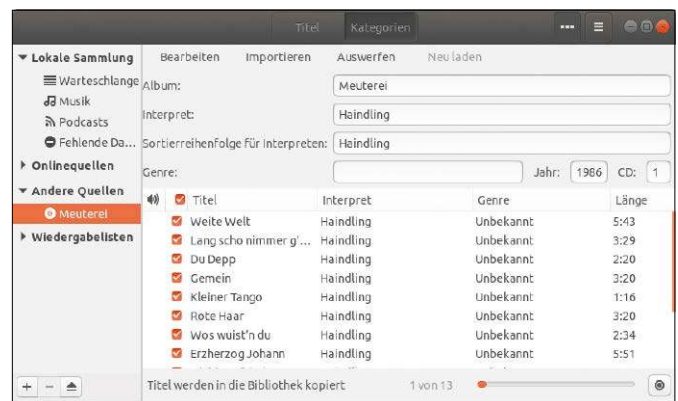 Titel Kategorien
▼ Lokale Sammlung
Warteschlange
Musik
Podcasts
Fehlende Da...
Onlinequellen
▼ Andere Quellen
Meuterei
Wiedergabelisten
Bearbeiten Importieren Auswerfen Neu laden
Album: Meuterei
Interpret: Haindling
Sortierreihenfolge für Interpreten: Haindling
Genre: Jahr: 1986 CD: 1
Titel Interpret Genre Länge
Weite Welt Haindling Unbekannt 5:43
Lang scho nimmer g'... Haindling Unbekannt 3:29
Du Depp Haindling Unbekannt 2:20
Gemein Haindling Unbekannt 3:20
Kleiner Tango Haindling Unbekannt 1:16
Rote Haar Haindling Unbekannt 3:20
Wos wuist'n du Haindling Unbekannt 2:34
Erzherzog Johann Haindling Unbekannt 5:51
Titel werden in die Bibliothek kopiert 1 von 13